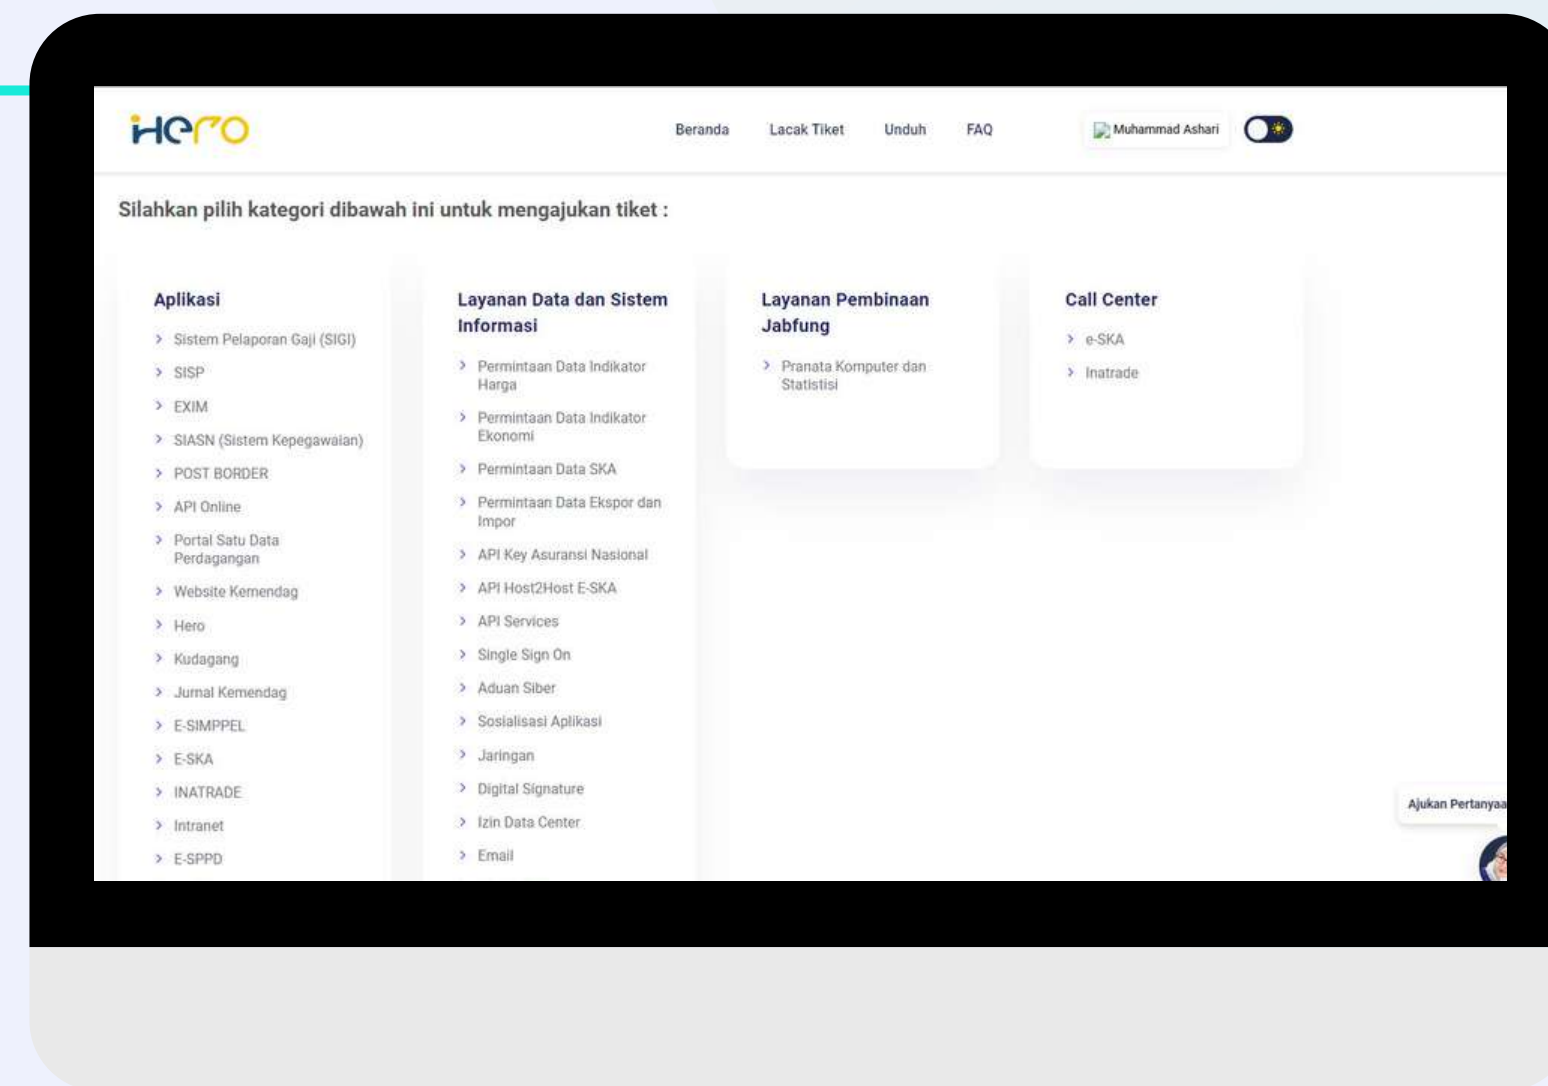 Hero
Beranda
Lacak Tiket
Unduh
FAQ
Muhammad Ashari
Silahkan pilih kategori dibawah ini untuk mengajukan tiket :
Aplikasi
Sistem Pelaporan Gaji (SIGI)
SISP
EXIM
SIASN (Sistem Kepegawaian)
POST BORDER
API Online
Portal Satu Data
Perdagangan
Website Kemendag
Hero
Kudagang
Jurnal Kemendag
E-SIMPPEL
E-SKA
INATRADE
Intranet
E-SPPD
Layanan Data dan Sistem
Informasi
Permintaan Data Indikator
Harga
Permintaan Data Indikator
Ekonomi
Permintaan Data SKA
Permintaan Data Ekspor dan
Impor
API Key Asuransi Nasional
API Host2Host E-SKA
API Services
Single Sign On
Aduan Siber
Sosialisasi Aplikasi
Jaringan
Digital Signature
Izin Data Center
Email
Layanan Pembinaan
Jabfung
Pranata Komputer dan
Statistisi
Call Center
e-SKA
Inatrade
Ajukan Pertanyaa